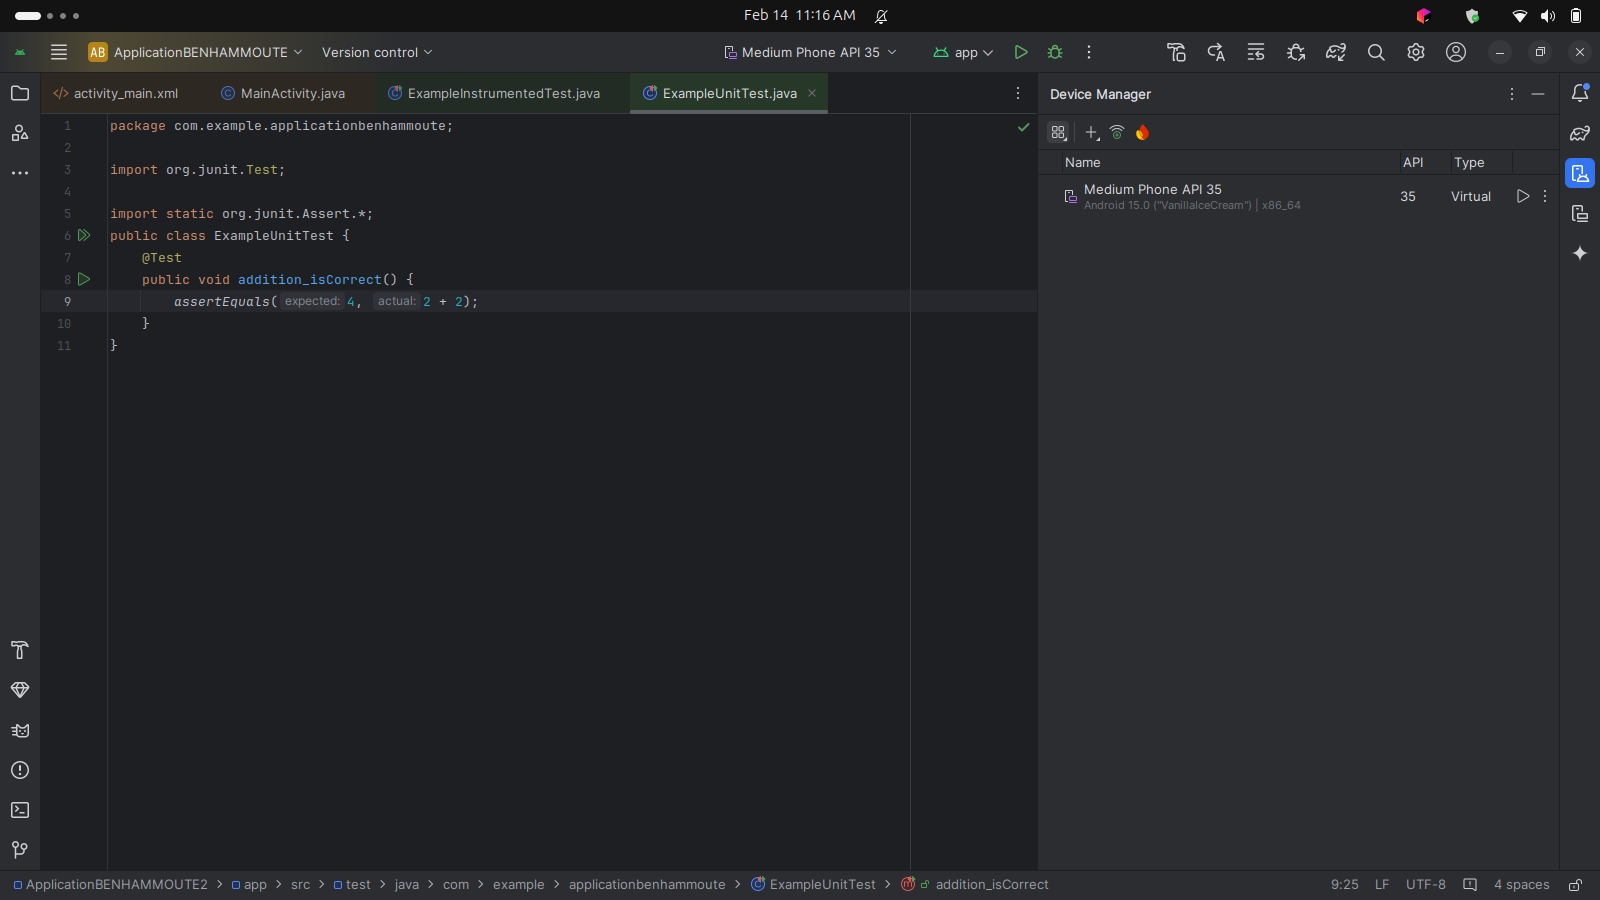 Feb 14 11:16 AM
AB ApplicationBENHAMMOUTE Version control Medium Phone API 35 app
activity_main.xml MainActivity.java ExampleInstrumentedTest.java ExampleUnitTest.java
Device Manager
1 package com.example.applicationbenhammoute;
2
3 import org.junit.Test;
4
5 import static org.junit.Assert.*;
6 public class ExampleUnitTest {
7 @Test
8 public void addition_isCorrect() {
9 assertEquals( expected: 4, actual: 2 + 2);
10 }
11 }
Name API Type
Medium Phone API 35 35 Virtual
Android 15.0 ("VanillaIceCream") | x86_64
ApplicationBENHAMMOUTE2 > app > src > test > java > com > example > applicationbenhammoute > ExampleUnitTest > addition_isCorrect 9:25 LF UTF-8 4 spaces